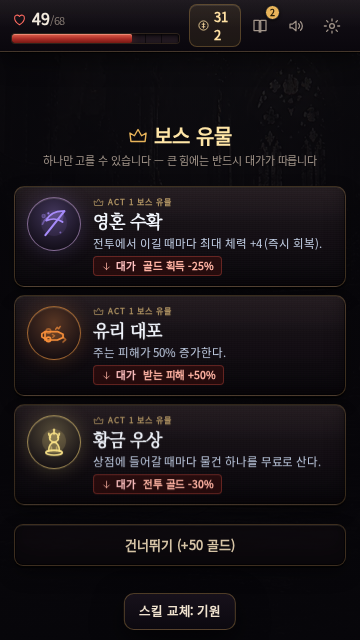 49/68
31
2
2
보스 유물
하나만 고를 수 있습니다 — 큰 힘에는 반드시 대가가 따릅니다
ACT 1 보스 유물
영혼 수확
전투에서 이길 때마다 최대 체력 +4 (즉시 회복).
↓ 대가 골드 획득 -25%
ACT 1 보스 유물
유리 대포
주는 피해가 50% 증가한다.
↓ 대가 받는 피해 +50%
ACT 1 보스 유물
황금 우상
상점에 들어갈 때마다 물건 하나를 무료로 산다.
↓ 대가 전투 골드 -30%
건너뛰기 (+50 골드)
스킬 교체: 기원